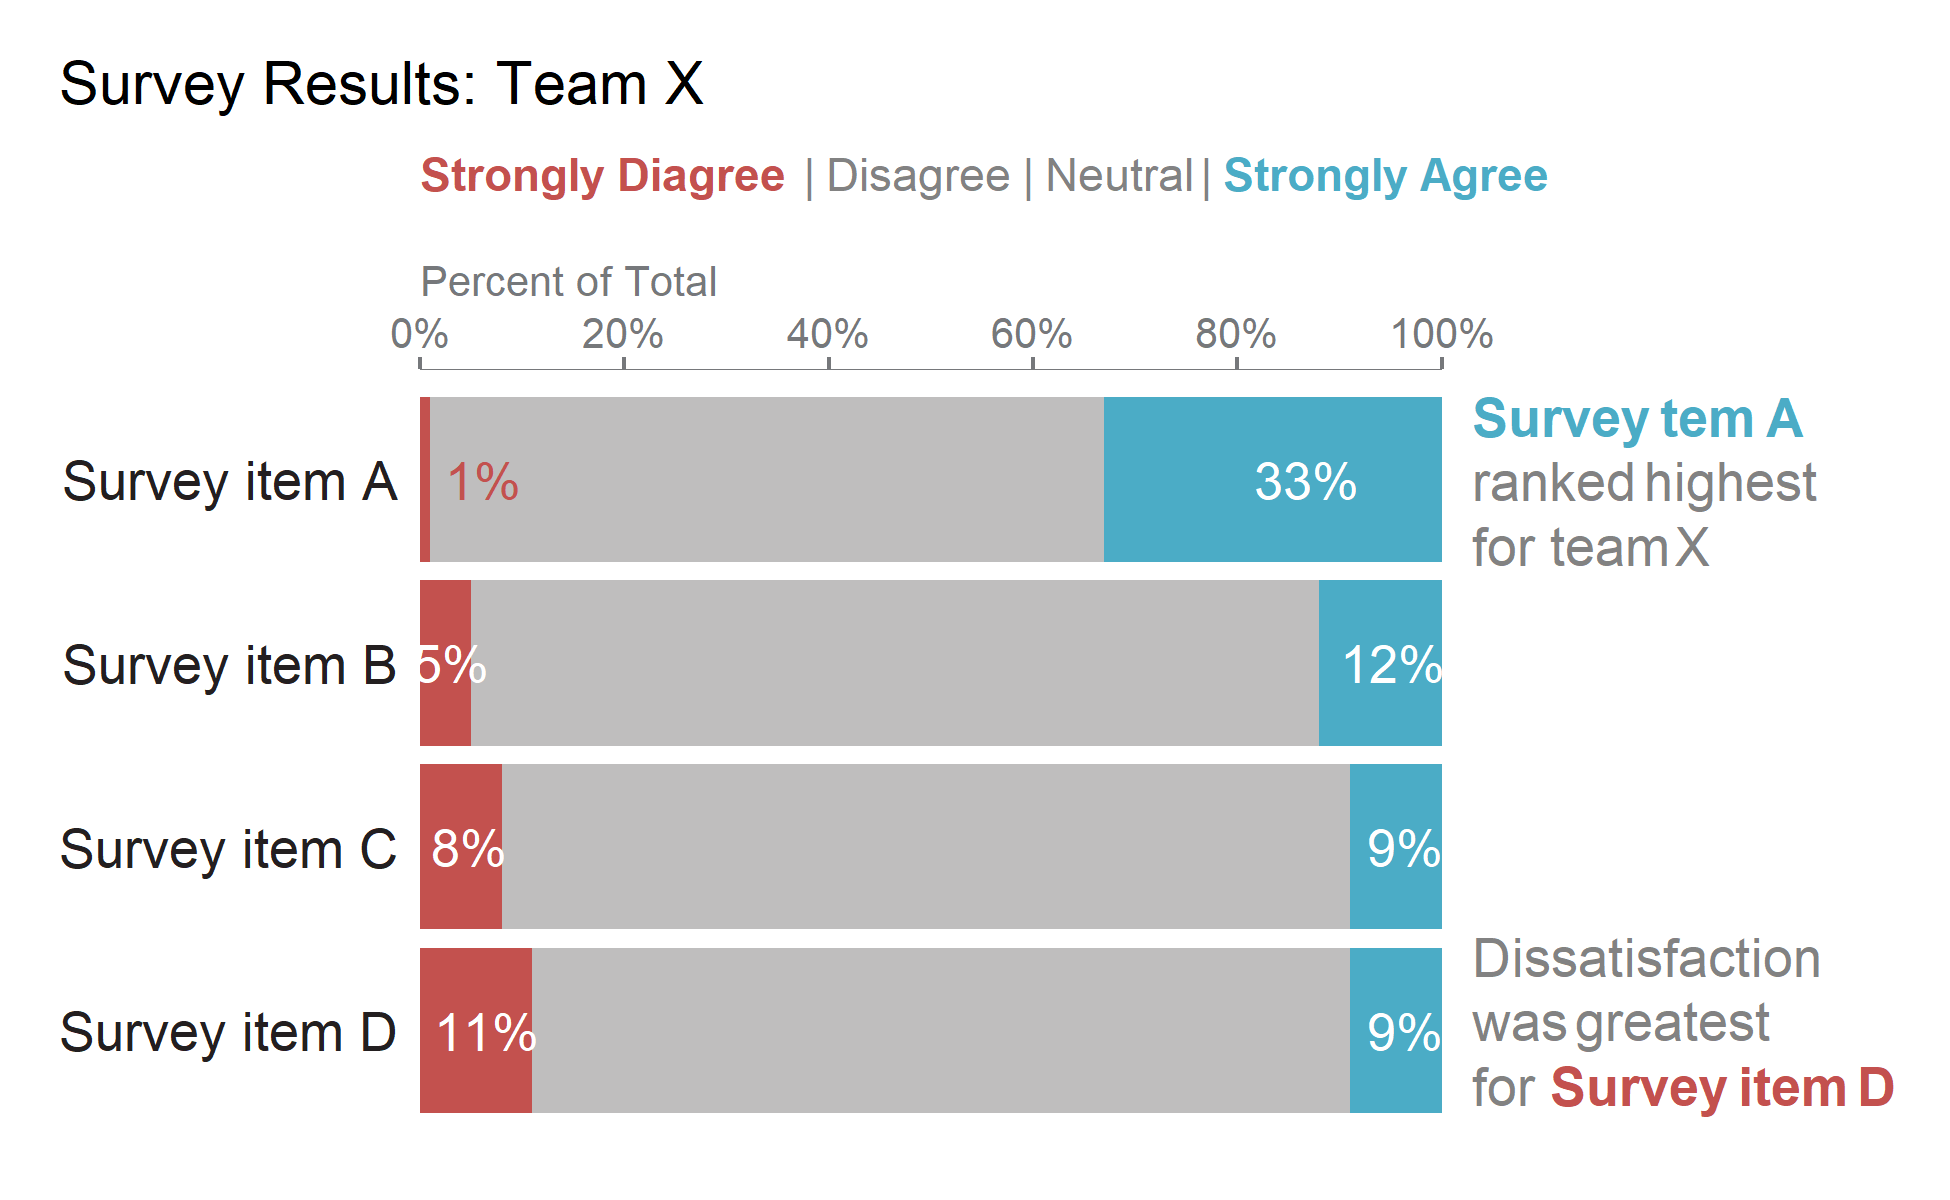 Survey Results: Team X
Strongly Diagree | Disagree | Neutral | Strongly Agree
Percent of Total
0% 20% 40% 60% 80% 100%
Survey item A 1% 33%
Survey tem A
ranked highest
for team X
Survey item B 5% 12%
Survey item C 8% 9%
Survey item D 11% 9%
Dissatisfaction
was greatest
for Survey item D